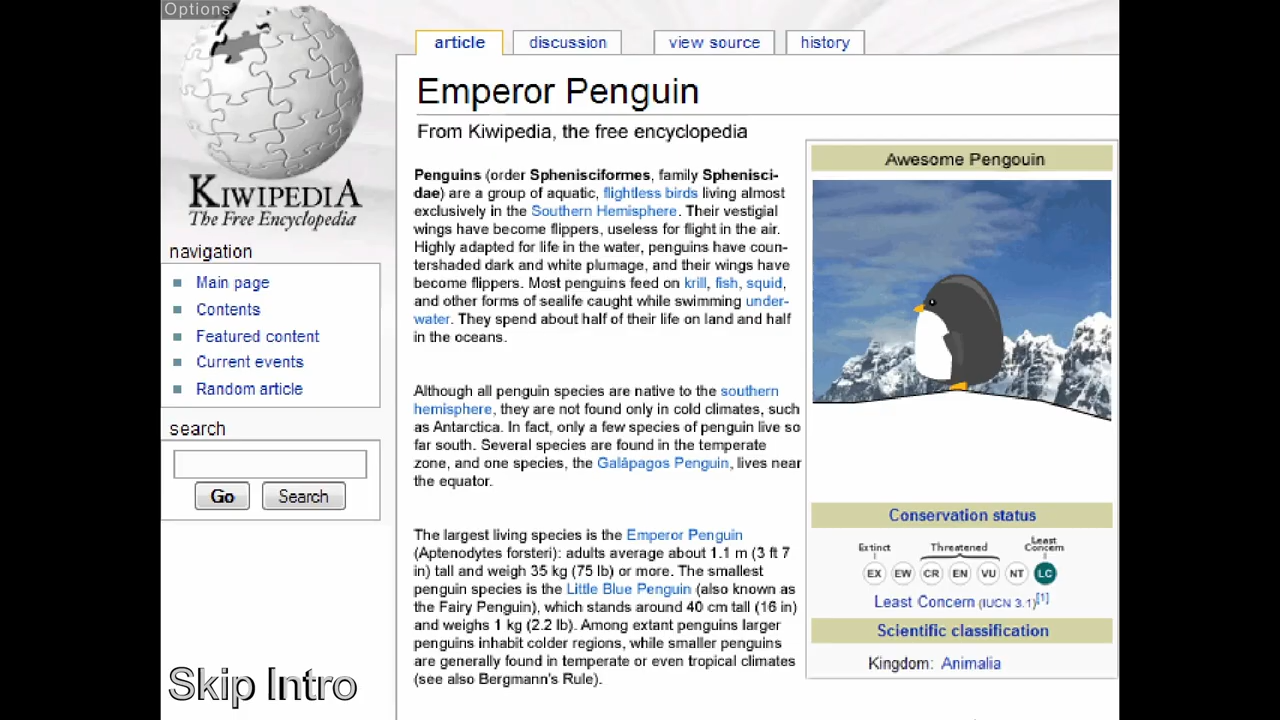 Options
KIWIPEDIA
The Free Encyclopedia
navigation
Main page
Contents
Featured content
Current events
Random article
search
Go
Search
Skip Intro
article
discussion
view source
history
Emperor Penguin
From Kiwipedia, the free encyclopedia
Penguins (order Sphenisciformes, family Sphenisci-
dae) are a group of aquatic, flightless birds living almost
exclusively in the Southern Hemisphere. Their vestigial
wings have become flippers, useless for flight in the air.
Highly adapted for life in the water, penguins have coun-
tershaded dark and white plumage, and their wings have
become flippers. Most penguins feed on krill, fish, squid,
and other forms of sealife caught while swimming under-
water. They spend about half of their life on land and half
in the oceans.
Although all penguin species are native to the southern
hemisphere, they are not found only in cold climates, such
as Antarctica. In fact, only a few species of penguin live so
far south. Several species are found in the temperate
zone, and one species, the Galápagos Penguin, lives near
the equator.
The largest living species is the Emperor Penguin
(Aptenodytes forsteri): adults average about 1.1 m (3 ft 7
in) tall and weigh 35 kg (75 lb) or more. The smallest
penguin species is the Little Blue Penguin (also known as
the Fairy Penguin), which stands around 40 cm tall (16 in)
and weighs 1 kg (2.2 lb). Among extant penguins larger
penguins inhabit colder regions, while smaller penguins
are generally found in temperate or even tropical climates
(see also Bergmann's Rule).
Awesome Pengouin
Conservation status
Extinct
Threatened
Least
Concern
EX EW CR EN VU NT LC
Least Concern (IUCN 3.1)[1]
Scientific classification
Kingdom: Animalia